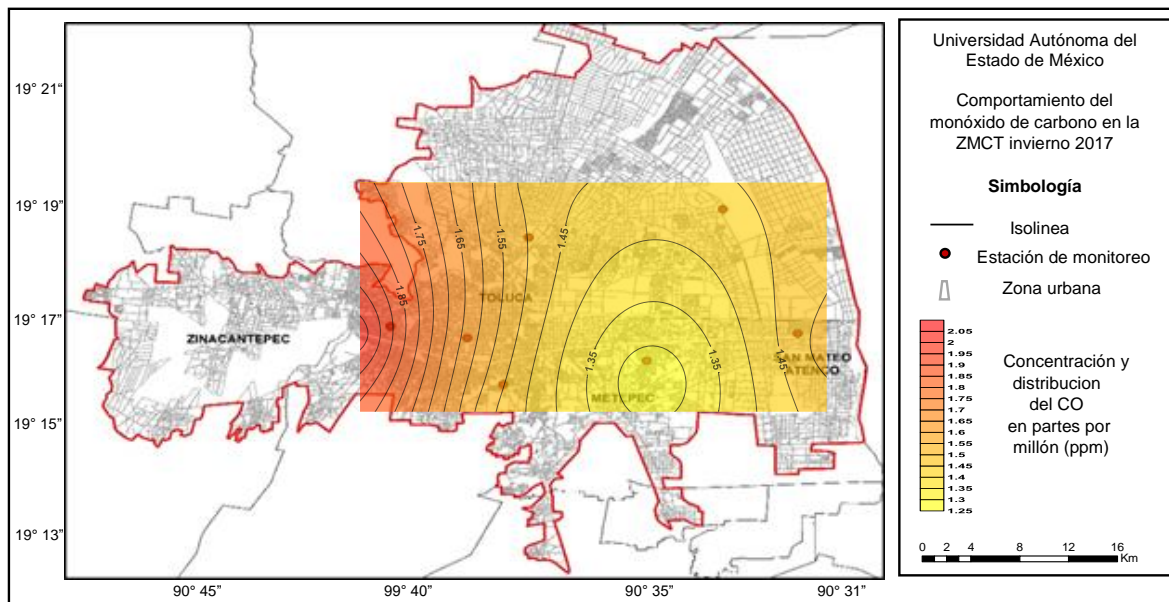 19° 21“
19° 19”
19° 17”
19° 15”
19° 13”
90° 45”
99° 40”
90° 35”
90° 31”
ZINACANTEPEC
TOLUCA
METEPEC
SAN MATEO
ATENCO
1.85
1.75
1.65
1.55
1.45
1.35
1.35
1.45
Universidad Autónoma del
Estado de México
Comportamiento del
monóxido de carbono en la
ZMCT invierno 2017
Simbología
Isolinea
Estación de monitoreo
Zona urbana
2.05
2
1.95
1.9
1.85
1.8
1.75
1.7
1.65
1.6
1.55
1.5
1.45
1.4
1.35
1.3
1.25
Concentración y
distribucion
del CO
en partes por
millón (ppm)
0 1 2 4 8 12 16
Km